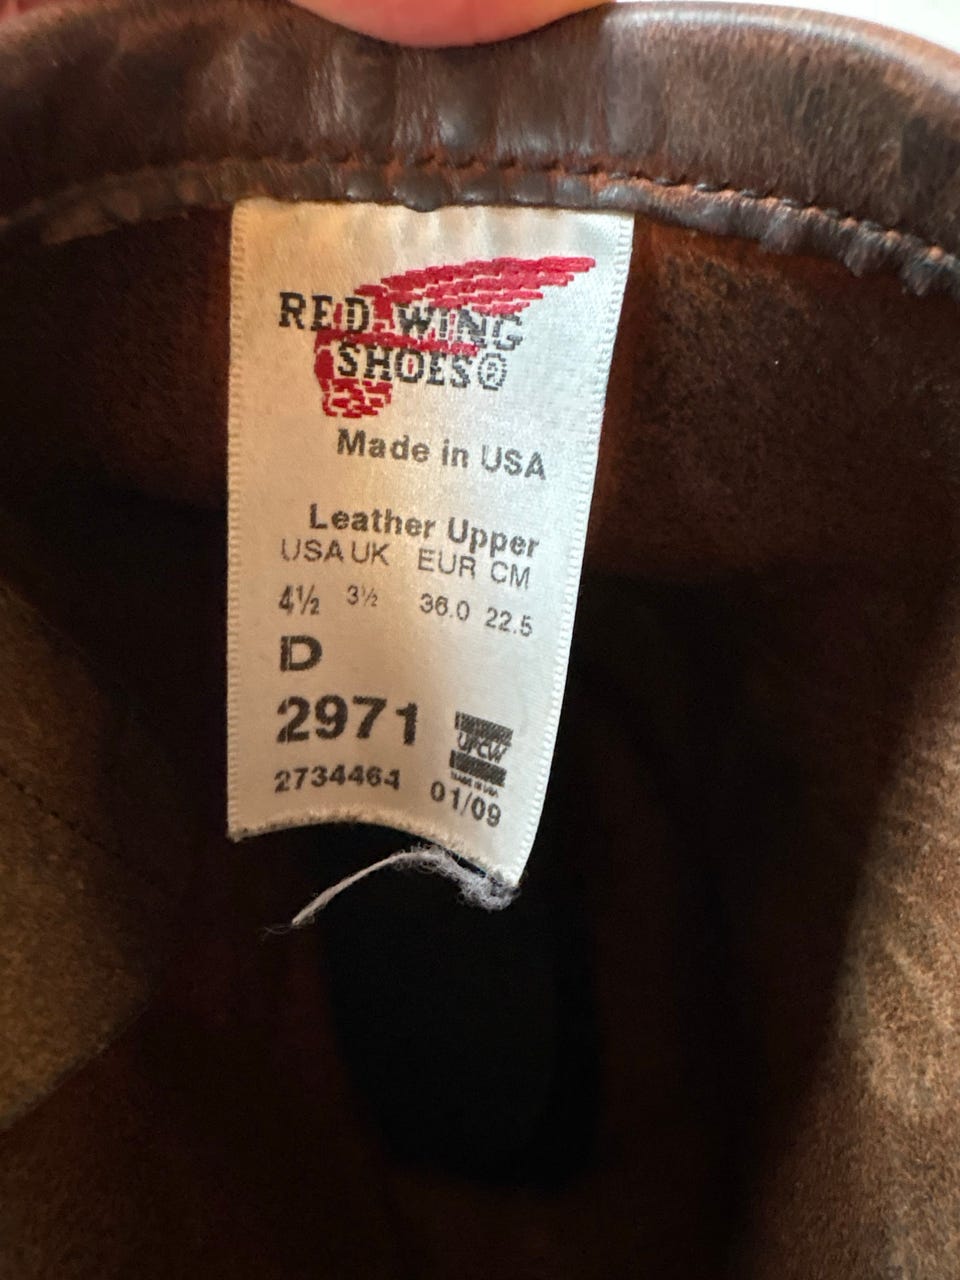 RED WING
SHOES®
Made in USA
Leather Upper
USA UK EUR CM
4½ 3½ 36.0 22.5
D
2971
UFCW
2734464 01/09